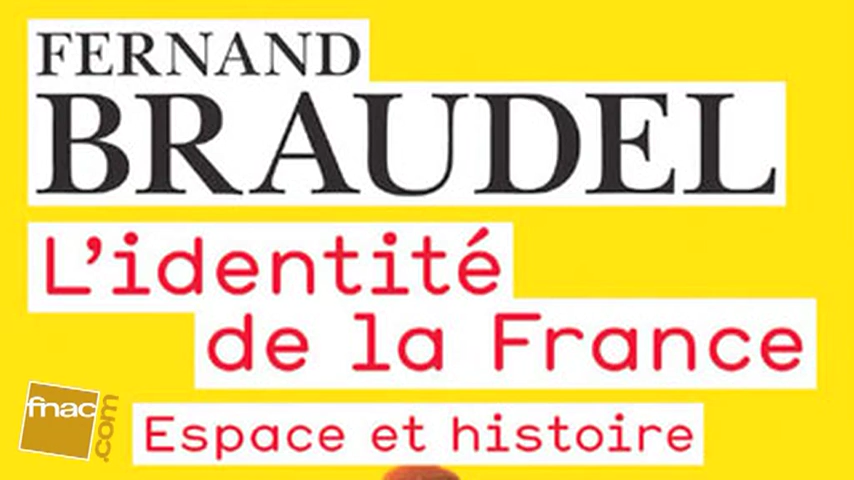 FERNAND
BRAUDEL
L’identité
de la France
Espace et histoire
fnac
.com